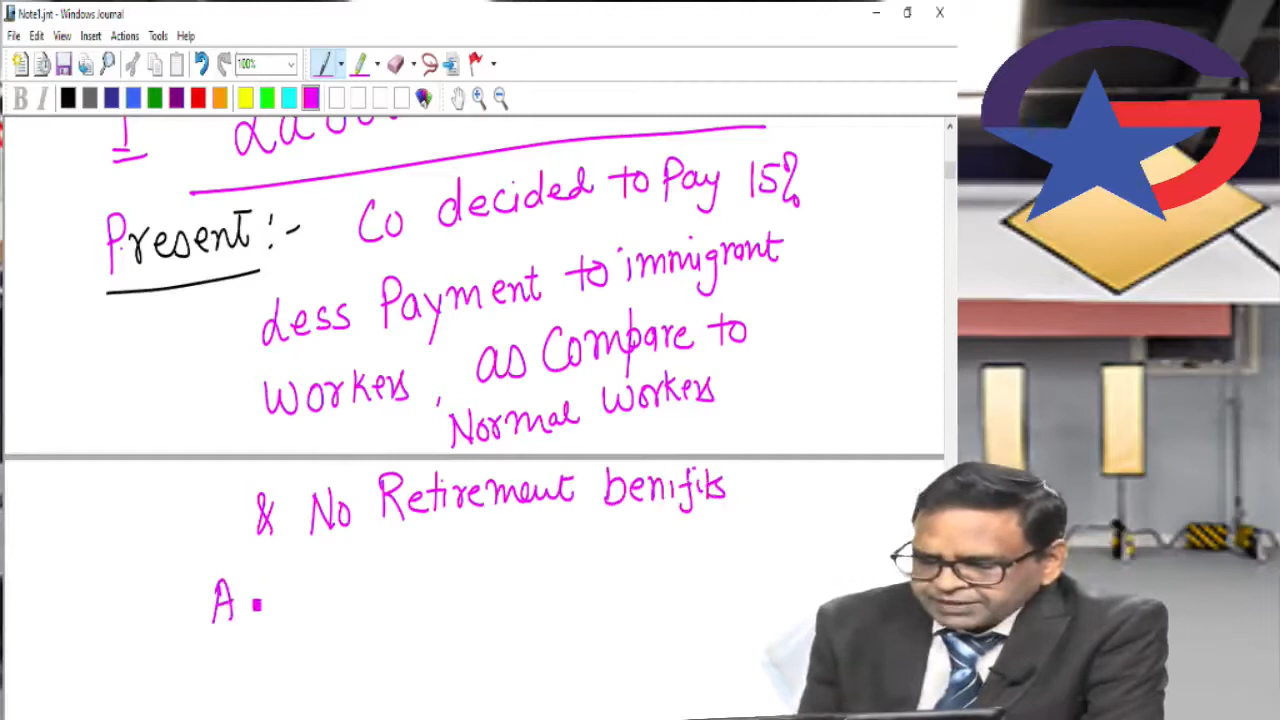 Note1.jnt - Windows Journal
File Edit View Insert Actions Tools Help
100%
B I
I
Present :- Co decided to Pay 15%
Less Payment to immigrant
Workers, as Compare to
Normal Workers
& No Retirement benifits
A